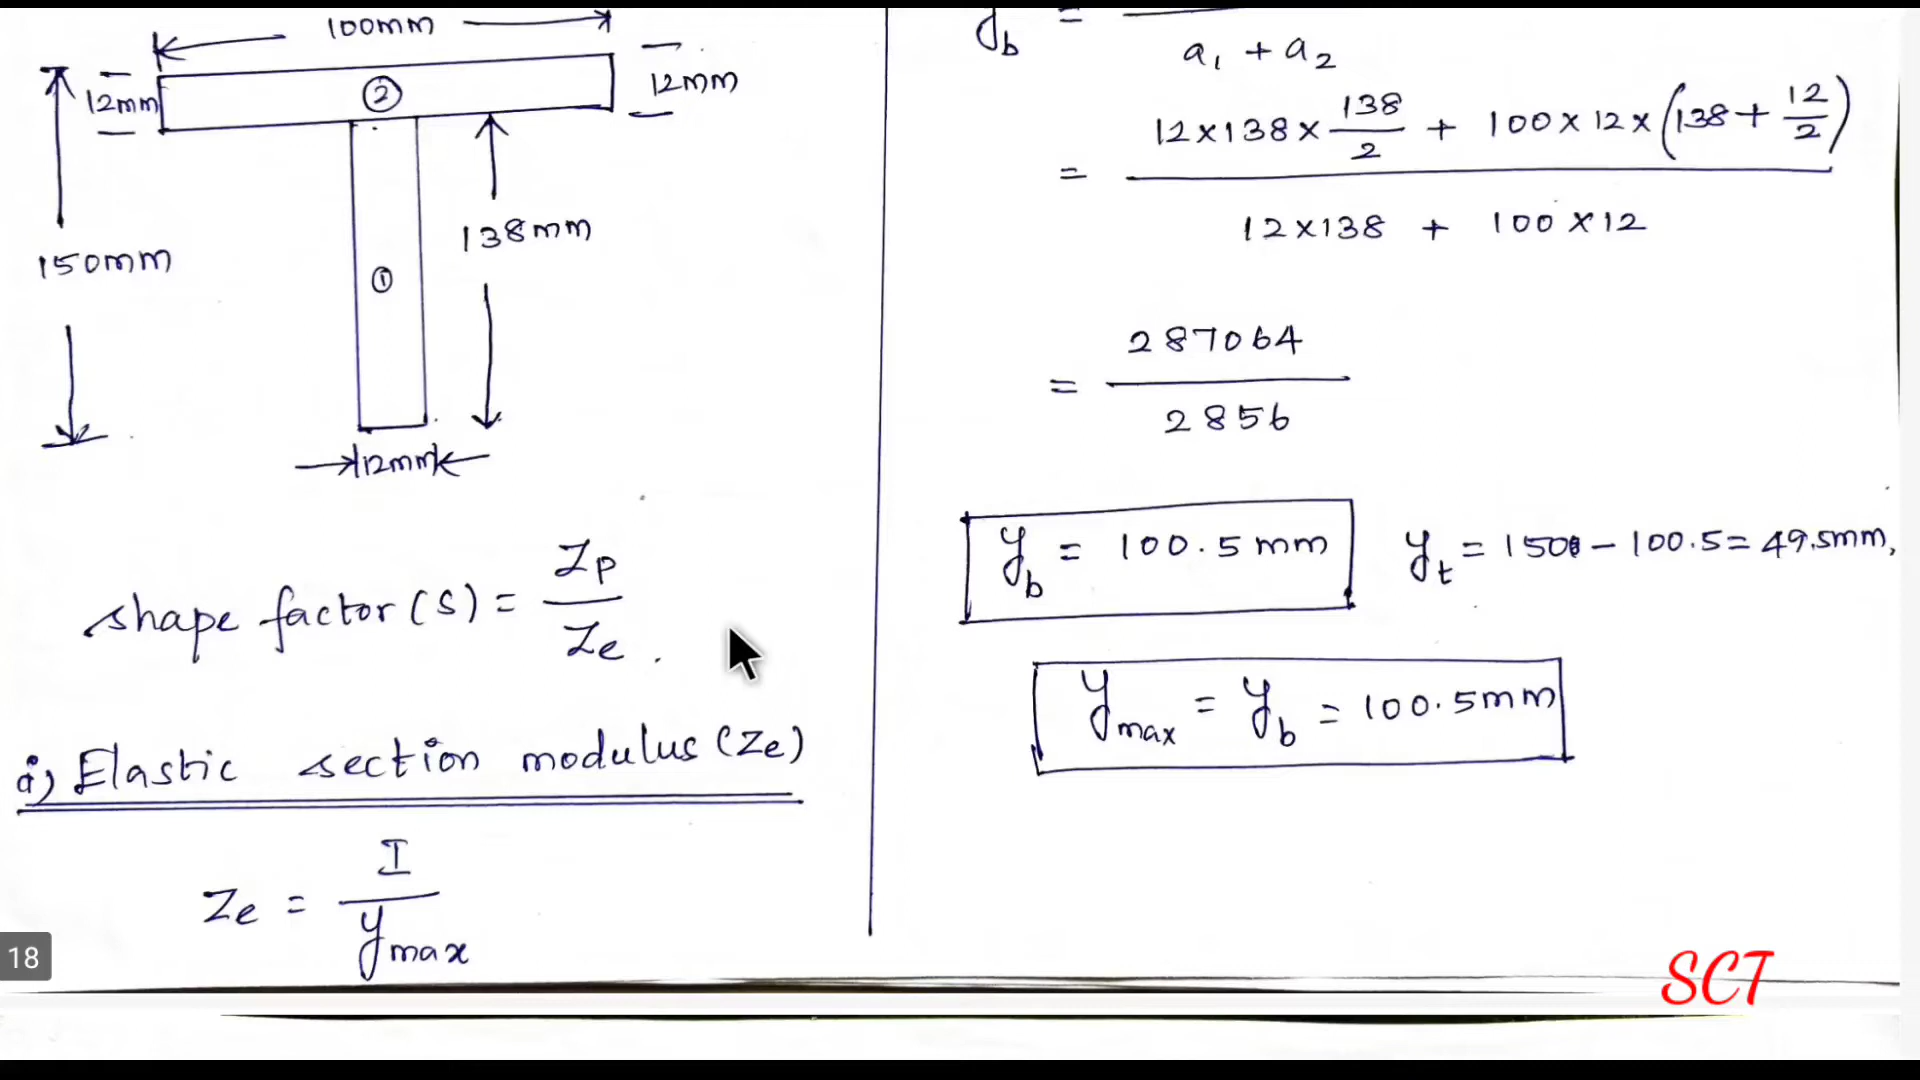 100mm
12mm
②
12mm
150mm
138mm
①
12mm
shape factor (S) = Zp / Ze .
i) Elastic section modulus (Ze)
Ze = I / ymax
yb =
a1 + a2
= 12×138×138/2 + 100×12×(138+12/2)
12×138 + 100×12
= 287064 / 2856
yb = 100.5mm yt = 150 - 100.5 = 49.5mm,
ymax = yb = 100.5mm
18
SCT